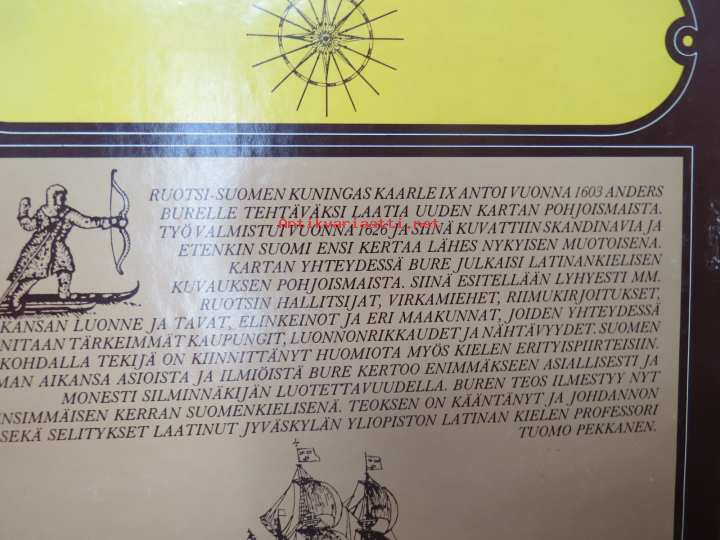 RUOTSI-SUOMEN KUNINGAS KAARLE IX ANTOI VUONNA 1603 ANDERS
BURELLE TEHTÄVÄKSI LAATIA UUDEN KARTAN POHJOISMAISTA.
Antikvariaatti.net
TYÖ VALMISTUI VUONNA 1626 JA SIINÄ KUVATTIIN SKANDINAVIA JA
ETENKIN SUOMI ENSI KERTAA LÄHES NYKYISEN MUOTOISENA.
KARTAN YHTEYDESSÄ BURE JULKAISI LATINANKIELISEN
KUVAUKSEN POHJOISMAISTA. SIINÄ ESITELLÄÄN LYHYESTI MM.
RUOTSIN HALLITSIJAT, VIRKAMIEHET, RIIMUKIRJOITUKSET,
KANSAN LUONNE JA TAVAT, ELINKEINOT JA ERI MAAKUNNAT, JOIDEN YHTEYDESSÄ
NITAAN TÄRKEIMMÄT KAUPUNGIT, LUONNONRIKKAUDET JA NÄHTÄVYYDET. SUOMEN
KOHDALLA TEKIJÄ ON KIINNITTÄNYT HUOMIOTA MYÖS KIELEN ERITYISPIIRTEISIIN.
MAN AIKANSA ASIOISTA JA ILMIÖISTÄ BURE KERTOO ENIMMÄKSEEN ASIALLISESTI JA
MONESTI SILMINNÄKIJÄN LUOTETTAVUUDELLA. BUREN TEOS ILMESTYY NYT
ENSIMMÄISEN KERRAN SUOMENKIELISENÄ. TEOKSEN ON KÄÄNTÄNYT JA JOHDANNON
SEKÄ SELITYKSET LAATINUT JYVÄSKYLÄN YLIOPISTON LATINAN KIELEN PROFESSORI
TUOMO PEKKANEN.